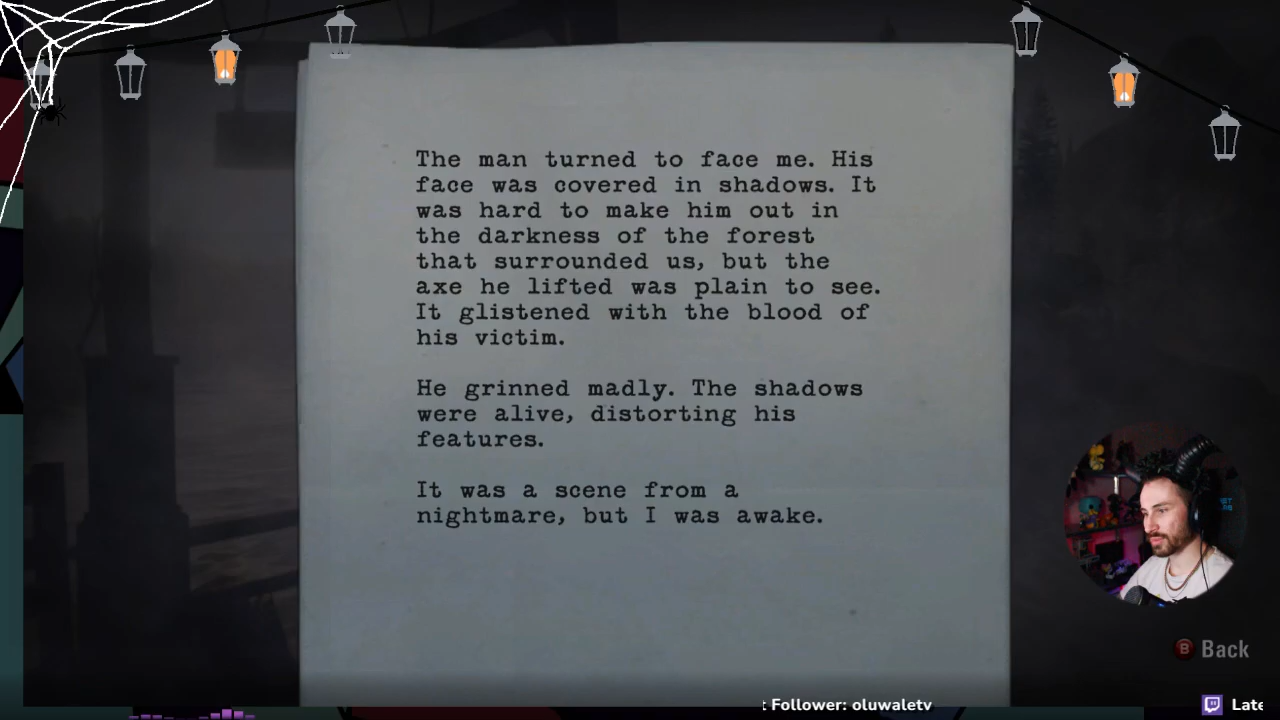 The man turned to face me. His
face was covered in shadows. It
was hard to make him out in
the darkness of the forest
that surrounded us, but the
axe he lifted was plain to see.
It glistened with the blood of
his victim.
He grinned madly. The shadows
were alive, distorting his
features.
It was a scene from a
nightmare, but I was awake.
B Back
: Follower: oluwaletv
Late